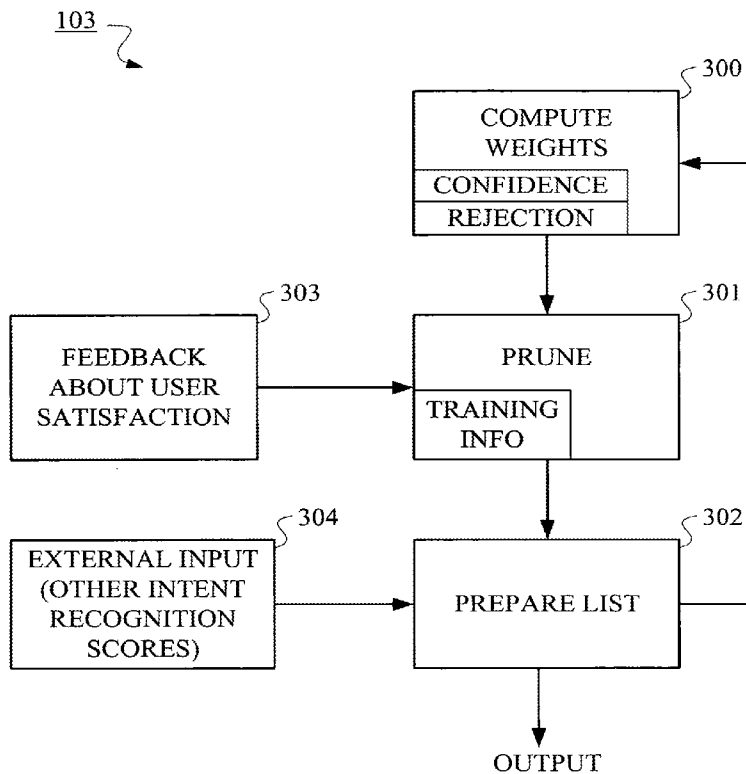 103
300
COMPUTE
WEIGHTS
CONFIDENCE
REJECTION
303
FEEDBACK
ABOUT USER
SATISFACTION
301
PRUNE
TRAINING
INFO
304
EXTERNAL INPUT
(OTHER INTENT
RECOGNITION
SCORES)
302
PREPARE LIST
OUTPUT